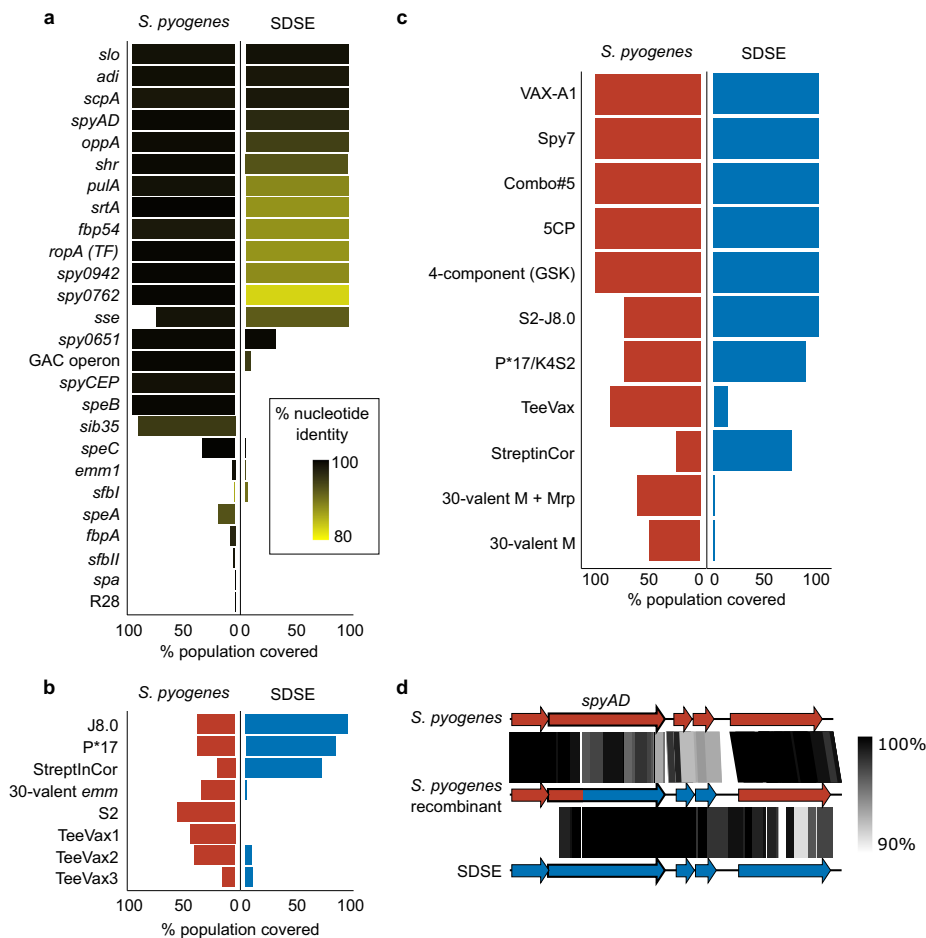 a
S. pyogenes SDSE
slo
adi
scpA
spyAD
oppA
shr
pulA
srtA
fbp54
ropA (TF)
spy0942
spy0762
sse
spy0651
GAC operon
spyCEP
speB
sib35
speC
emm1
sfbI
speA
fbpA
sfbII
spa
R28
% nucleotide
identity
100
80
100 50 0 0 50 100
% population covered
b
S. pyogenes SDSE
J8.0
P*17
StreptInCor
30-valent emm
S2
TeeVax1
TeeVax2
TeeVax3
100 50 0 0 50 100
% population covered
c
S. pyogenes SDSE
VAX-A1
Spy7
Combo#5
5CP
4-component (GSK)
S2-J8.0
P*17/K4S2
TeeVax
StreptinCor
30-valent M + Mrp
30-valent M
100 50 0 0 50 100
% population covered
d
spyAD
S. pyogenes
S. pyogenes
recombinant
SDSE
100%
90%